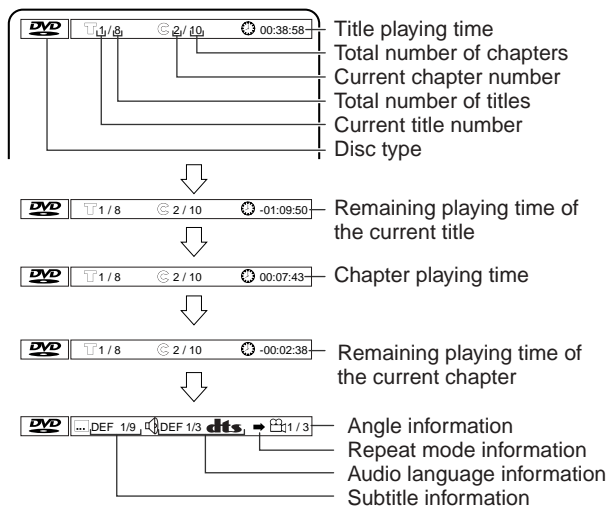 DVD T 1 / 8 C 2 / 10 00:38:58 Title playing time
Total number of chapters
Current chapter number
Total number of titles
Current title number
Disc type
DVD T 1 / 8 C 2 / 10 -01:09:50 Remaining playing time of
the current title
DVD T 1 / 8 C 2 / 10 00:07:43 Chapter playing time
DVD T 1 / 8 C 2 / 10 -00:02:38 Remaining playing time of
the current chapter
DVD ... DEF 1/9 DEF 1/3 dts 1 / 3 Angle information
Repeat mode information
Audio language information
Subtitle information